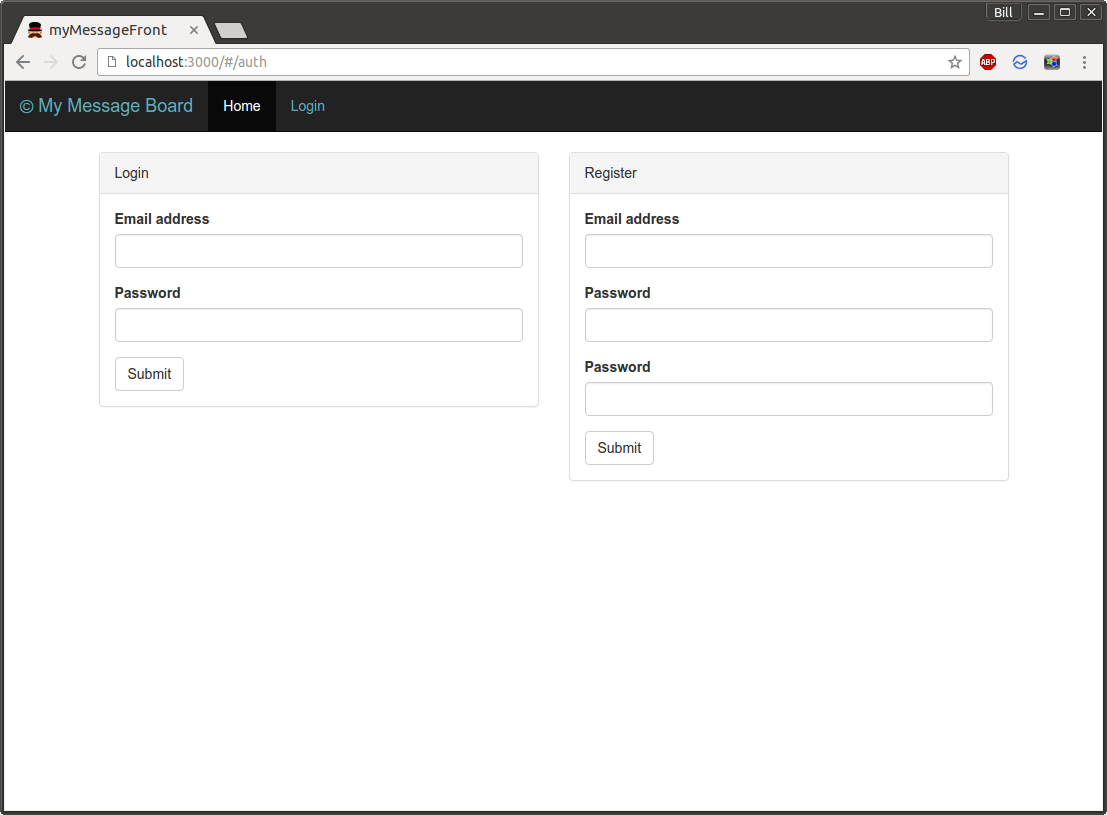 Bill
myMessageFront
localhost:3000/#/auth
ABP
© My Message Board Home Login
Login
Email address
Password
Submit
Register
Email address
Password
Password
Submit